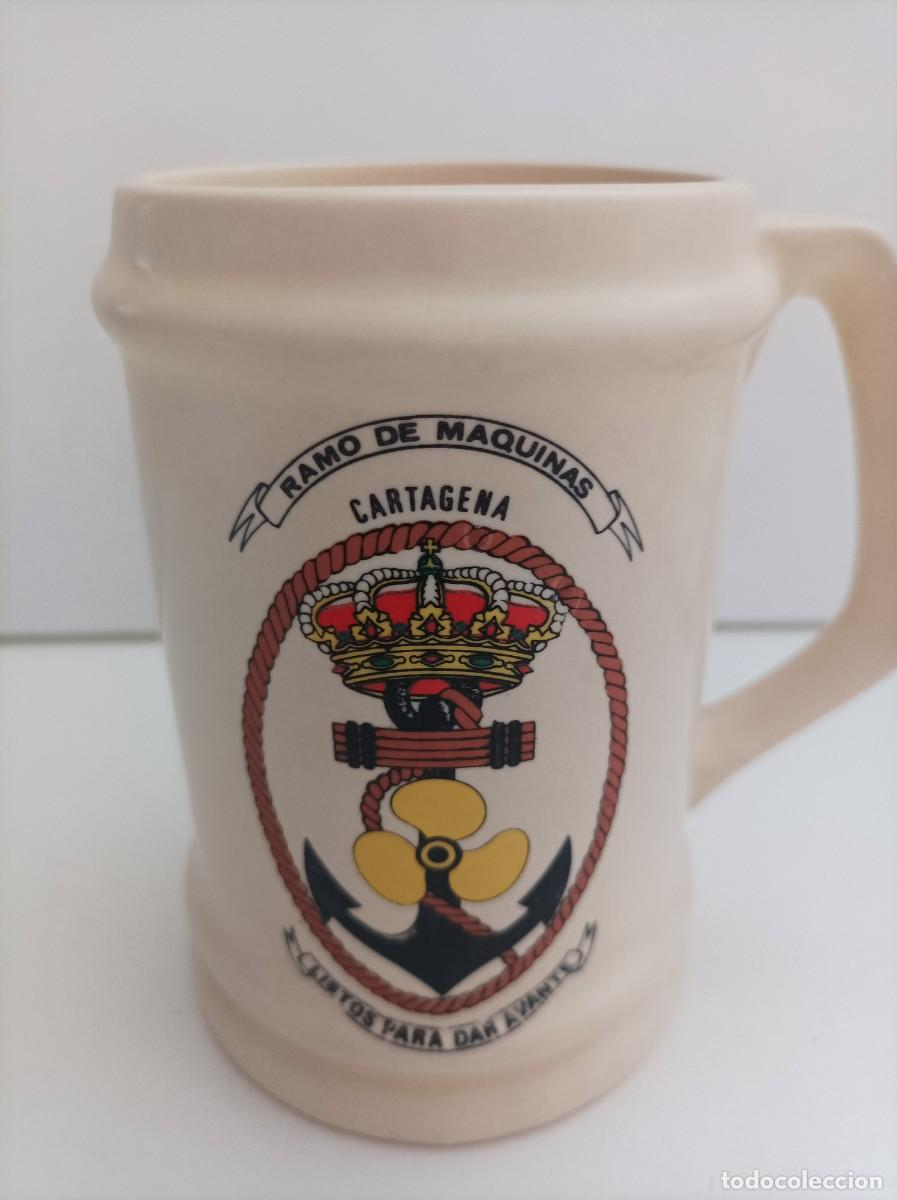 RAMO DE MAQUINAS
CARTAGENA
LISTOS PARA DAR AVANTE
todocoleccion